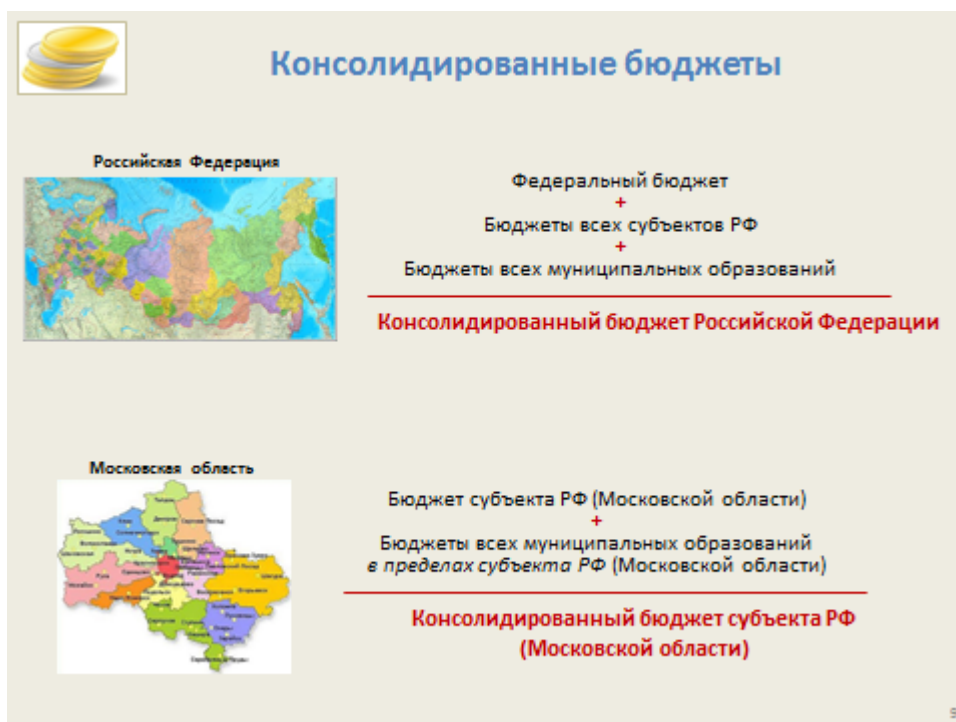 Консолидированные бюджеты
Российская Федерация
Федеральный бюджет
+
Бюджеты всех субъектов РФ
+
Бюджеты всех муниципальных образований
Консолидированный бюджет Российской Федерации
Московская область
Бюджет субъекта РФ (Московской области)
+
Бюджеты всех муниципальных образований
в пределах субъекта РФ (Московской области)
Консолидированный бюджет субъекта РФ
(Московской области)
9